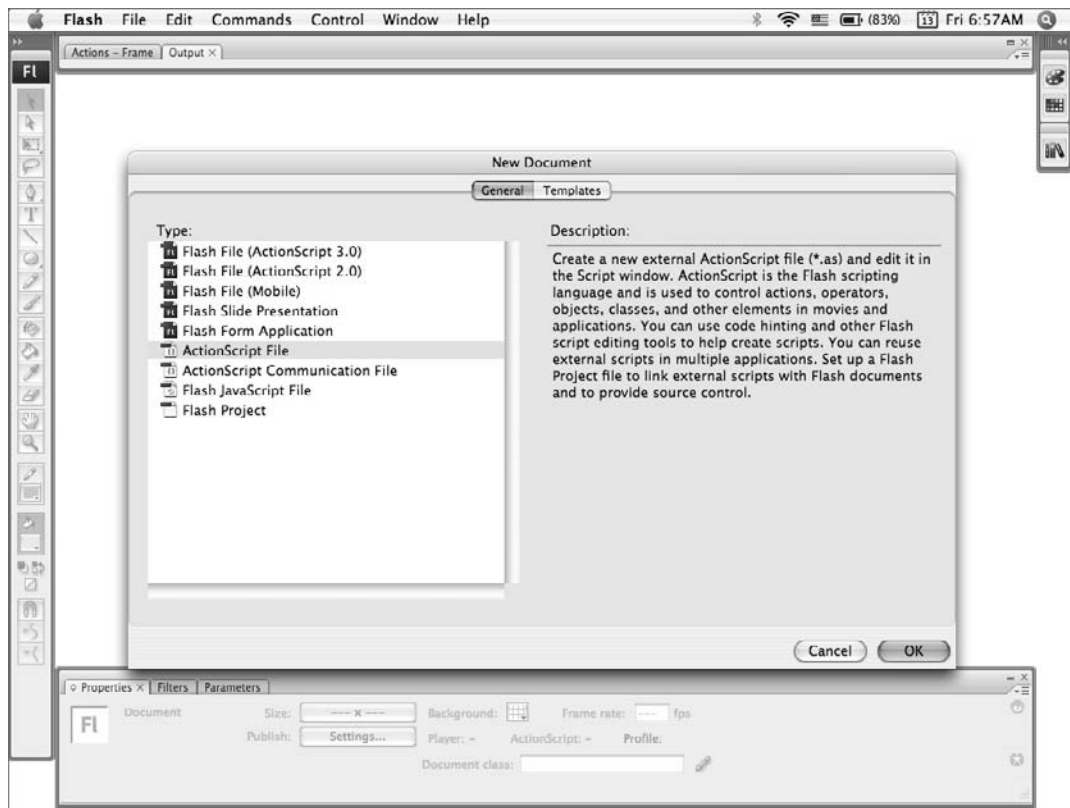 Flash File Edit Commands Control Window Help (83%) 13 Fri 6:57AM
Actions – Frame Output ×
Fl
New Document
General Templates
Type:
Flash File (ActionScript 3.0)
Flash File (ActionScript 2.0)
Flash File (Mobile)
Flash Slide Presentation
Flash Form Application
ActionScript File
ActionScript Communication File
Flash JavaScript File
Flash Project
Description:
Create a new external ActionScript file (*.as) and edit it in
the Script window. ActionScript is the Flash scripting
language and is used to control actions, operators,
objects, classes, and other elements in movies and
applications. You can use code hinting and other Flash
script editing tools to help create scripts. You can reuse
external scripts in multiple applications. Set up a Flash
Project file to link external scripts with Flash documents
and to provide source control.
Cancel OK
Properties × Filters Parameters
Fl Document Size: --- x --- Background: Frame rate: --- fps
Publish: Settings... Player: – ActionScript: – Profile:
Document class: